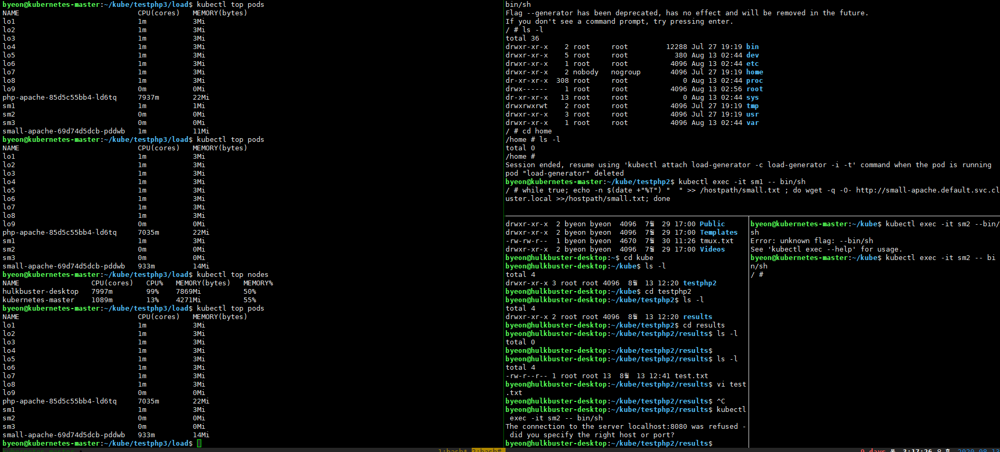 byeon@kubernetes-master:~/kube/testphp3/load$ kubectl top pods
NAME CPU(cores) MEMORY(bytes)
lo1 1m 3Mi
lo2 1m 3Mi
lo3 1m 3Mi
lo4 1m 3Mi
lo5 1m 3Mi
lo6 1m 3Mi
lo7 1m 3Mi
lo8 1m 3Mi
lo9 0m 0Mi
php-apache-85d5c55bb4-ld6tq 7937m 22Mi
sm1 1m 1Mi
sm2 0m 0Mi
sm3 0m 0Mi
small-apache-69d74d5dcb-pddwb 1m 11Mi
byeon@kubernetes-master:~/kube/testphp3/load$ kubectl top pods
NAME CPU(cores) MEMORY(bytes)
lo1 1m 3Mi
lo2 1m 3Mi
lo3 1m 3Mi
lo4 1m 3Mi
lo5 1m 3Mi
lo6 1m 3Mi
lo7 1m 3Mi
lo8 1m 3Mi
lo9 0m 0Mi
php-apache-85d5c55bb4-ld6tq 7035m 22Mi
sm1 1m 3Mi
sm2 0m 0Mi
sm3 0m 0Mi
small-apache-69d74d5dcb-pddwb 933m 14Mi
byeon@kubernetes-master:~/kube/testphp3/load$ kubectl top nodes
NAME CPU(cores) CPU% MEMORY(bytes) MEMORY%
hulkbuster-desktop 7997m 99% 7869Mi 50%
kubernetes-master 1089m 13% 4271Mi 55%
byeon@kubernetes-master:~/kube/testphp3/load$ kubectl top pods
NAME CPU(cores) MEMORY(bytes)
lo1 1m 3Mi
lo2 1m 3Mi
lo3 1m 3Mi
lo4 1m 3Mi
lo5 1m 3Mi
lo6 1m 3Mi
lo7 1m 3Mi
lo8 1m 3Mi
lo9 0m 0Mi
php-apache-85d5c55bb4-ld6tq 7035m 22Mi
sm1 1m 3Mi
sm2 0m 0Mi
sm3 0m 0Mi
small-apache-69d74d5dcb-pddwb 933m 14Mi
byeon@kubernetes-master:~/kube/testphp3/load$
bin/sh
Flag --generator has been deprecated, has no effect and will be removed in the future.
If you don't see a command prompt, try pressing enter.
/ # ls -l
total 36
drwxr-xr-x 2 root root 12288 Jul 27 19:19 bin
drwxr-xr-x 5 root root 380 Aug 13 02:44 dev
drwxr-xr-x 1 root root 4096 Aug 13 02:44 etc
drwxr-xr-x 2 nobody nogroup 4096 Jul 27 19:19 home
dr-xr-xr-x 308 root root 0 Aug 13 02:44 proc
drwx------ 1 root root 4096 Aug 13 02:56 root
dr-xr-xr-x 13 root root 0 Aug 13 02:44 sys
drwxrwxrwt 2 root root 4096 Jul 27 19:19 tmp
drwxr-xr-x 3 root root 4096 Jul 27 19:19 usr
drwxr-xr-x 1 root root 4096 Aug 13 02:44 var
/ # cd home
/home # ls -l
total 0
/home #
Session ended, resume using 'kubectl attach load-generator -c load-generator -i -t' command when the pod is running
pod "load-generator" deleted
byeon@kubernetes-master:~/kube/testphp2$ kubectl exec -it sm1 -- bin/sh
/ # while true; echo -n $(date +"%T") "  " >> /hostpath/small.txt ; do wget -q -O- http://small-apache.default.svc.cl
uster.local >>/hostpath/small.txt; done
drwxr-xr-x 2 byeon byeon 4096 7월 29 17:00 Public
drwxr-xr-x 2 byeon byeon 4096 7월 29 17:00 Templates
-rw-rw-r-- 1 byeon byeon 4670 7월 30 11:26 tmux.txt
drwxr-xr-x 2 byeon byeon 4096 7월 29 17:00 Videos
byeon@hulkbuster-desktop:~$ cd kube
byeon@hulkbuster-desktop:~/kube$ ls -l
total 4
drwxr-xr-x 3 root root 4096 8월 13 12:20 testphp2
byeon@hulkbuster-desktop:~/kube$ cd testphp2
byeon@hulkbuster-desktop:~/kube/testphp2$ ls -l
total 4
drwxr-xr-x 2 root root 4096 8월 13 12:20 results
byeon@hulkbuster-desktop:~/kube/testphp2$ cd results
byeon@hulkbuster-desktop:~/kube/testphp2/results$ ls -l
total 0
byeon@hulkbuster-desktop:~/kube/testphp2/results$
byeon@hulkbuster-desktop:~/kube/testphp2/results$ ls -l
total 4
-rw-r--r-- 1 root root 13 8월 13 12:41 test.txt
byeon@hulkbuster-desktop:~/kube/testphp2/results$ vi test
.txt
byeon@hulkbuster-desktop:~/kube/testphp2/results$ ^C
byeon@hulkbuster-desktop:~/kube/testphp2/results$ kubectl
exec -it sm2 -- bin/sh
The connection to the server localhost:8080 was refused -
did you specify the right host or port?
byeon@hulkbuster-desktop:~/kube/testphp2/results$
byeon@kubernetes-master:~/kube$ kubectl exec -it sm2 --bin/
sh
Error: unknown flag: --bin/sh
See 'kubectl exec --help' for usage.
byeon@kubernetes-master:~/kube$ kubectl exec -it sm2 -- bi
n/sh
/ #
1:bash* 2:bash#
9 days 목 3:17:26 오후 2020-08-13